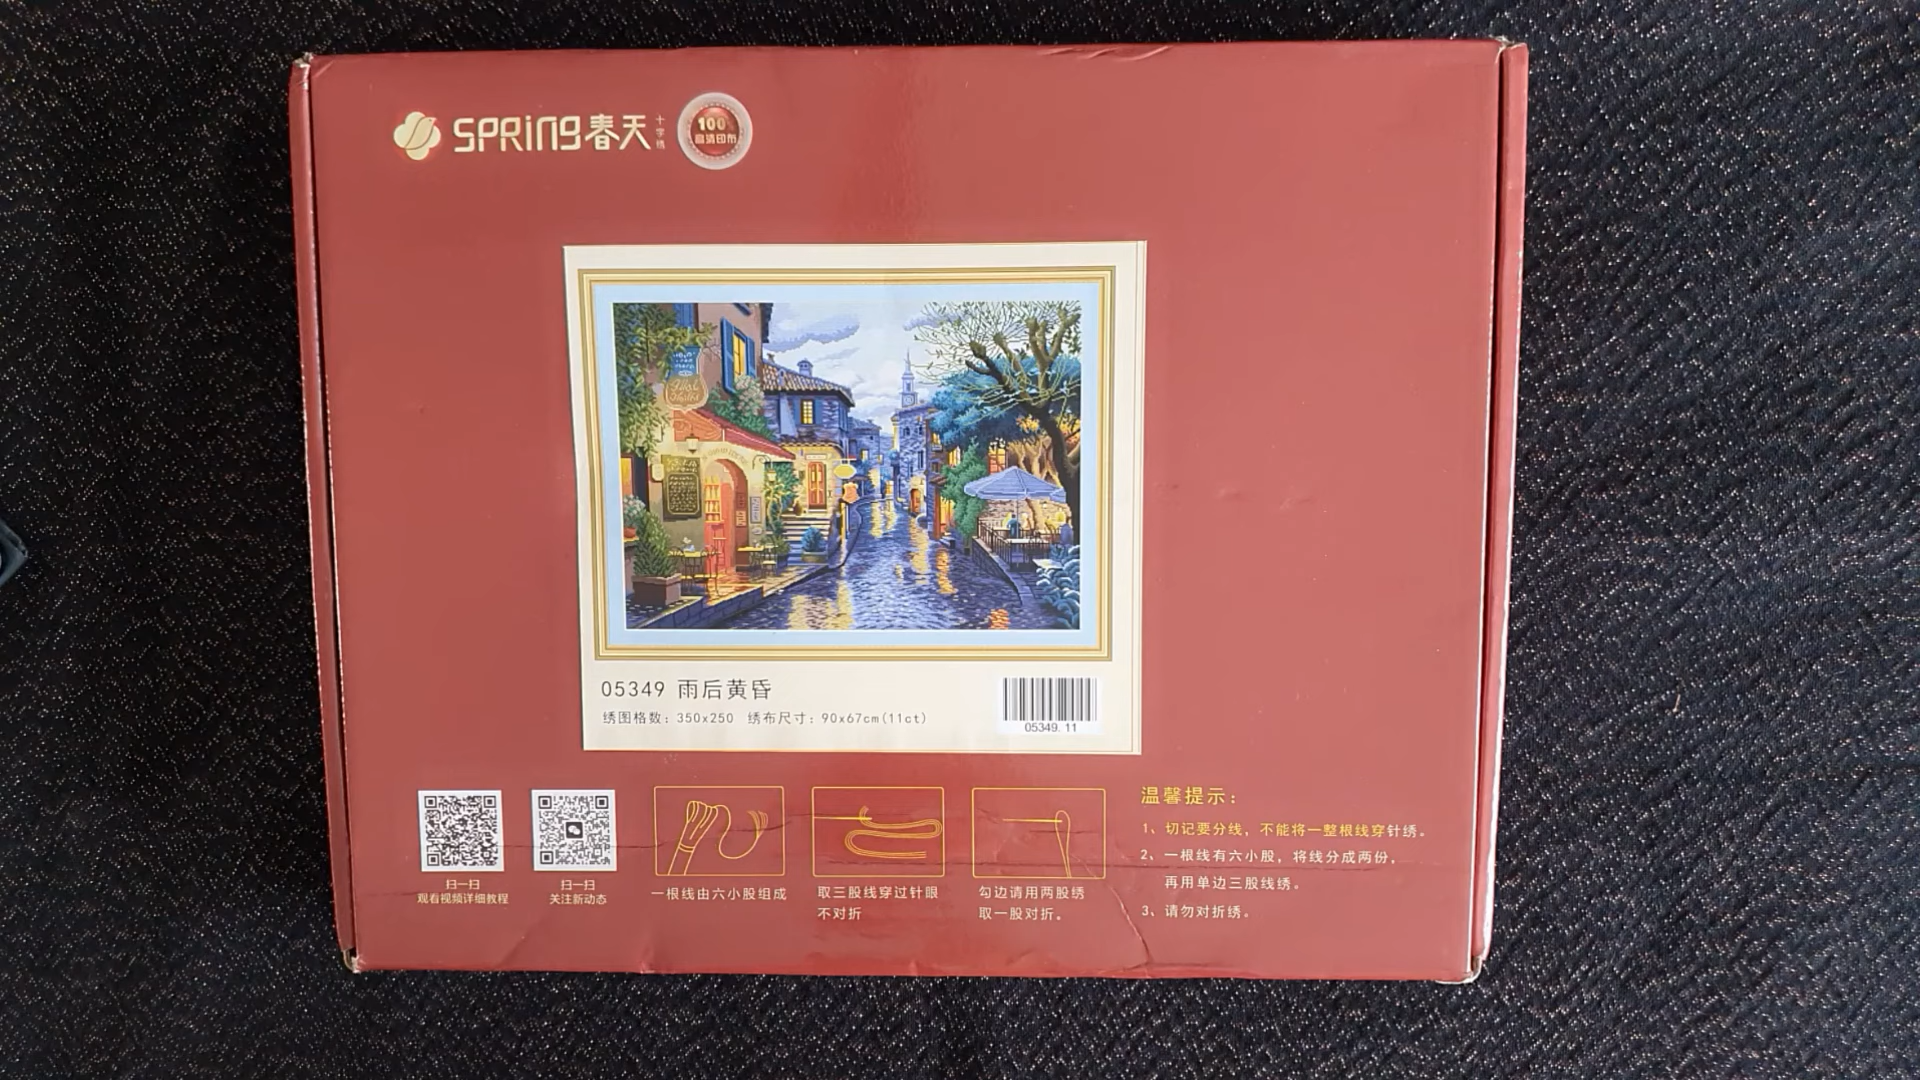 SPRing春天
十字绣
100%
高清印布
05349 雨后黄昏
绣图格数：350x250 绣布尺寸：90x67cm(11ct)
05349.11
扫一扫
观看视频详细教程
扫一扫
关注新动态
一根线由六小股组成
取三股线穿过针眼
不对折
勾边请用两股绣
取一股对折。
温馨提示：
1、切记要分线，不能将一整根线穿针绣。
2、一根线有六小股，将线分成两份，
再用单边三股线绣。
3、请勿对折绣。